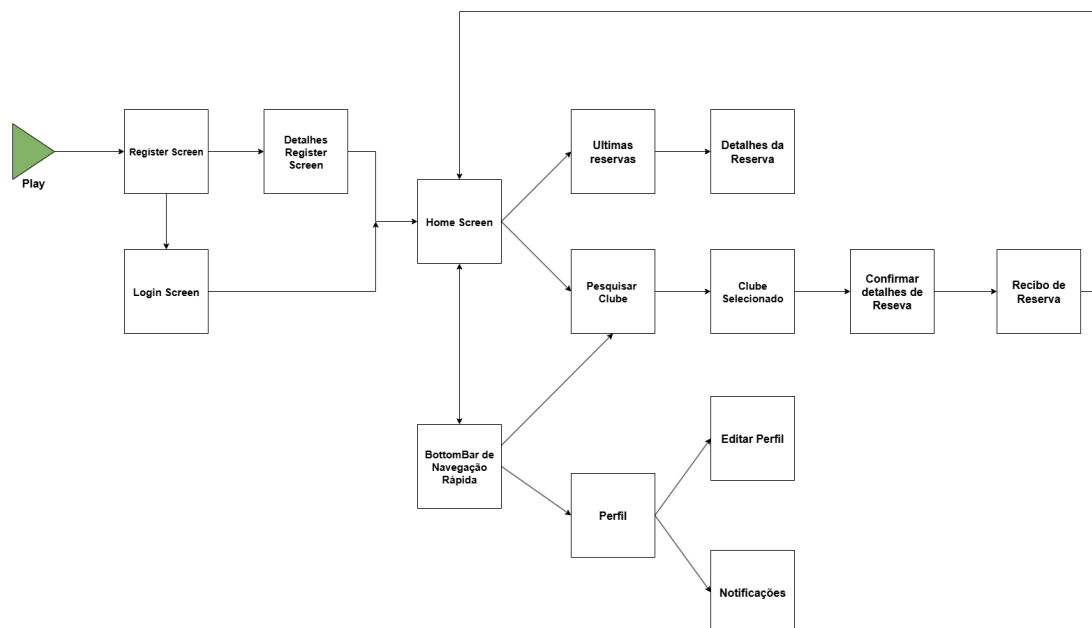 Play
Register Screen
Detalhes
Register
Screen
Login Screen
Home Screen
Ultimas
reservas
Detalhes da
Reserva
Pesquisar
Clube
Clube
Selecionado
Confirmar
detalhes de
Reseva
Recibo de
Reserva
BottomBar de
Navegação
Rápida
Perfil
Editar Perfil
Notificações